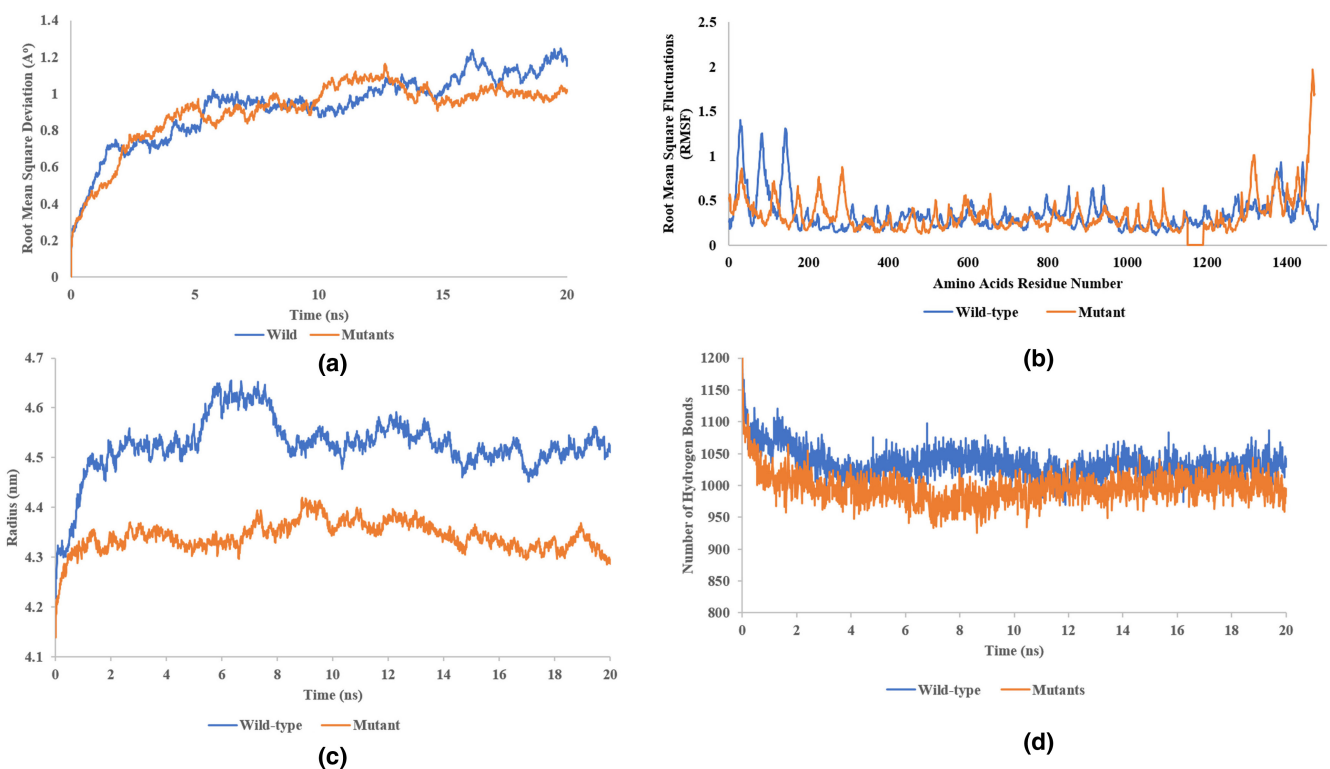 Root Mean Square Deviation (A°)
1.4
1.2
1
0.8
0.6
0.4
0.2
0
0 5 10 15 20
Time (ns)
Wild Mutants
(a)
Root Mean Square Fluctuations
(RMSF)
2.5
2
1.5
1
0.5
0
0 200 400 600 800 1000 1200 1400
Amino Acids Residue Number
Wild-type Mutant
(b)
Radius (nm)
4.7
4.6
4.5
4.4
4.3
4.2
4.1
0 2 4 6 8 10 12 14 16 18 20
Time (ns)
Wild-type Mutant
(c)
Number of Hydrogen Bonds
1200
1150
1100
1050
1000
950
900
850
800
0 2 4 6 8 10 12 14 16 18 20
Time (ns)
Wild-type Mutants
(d)